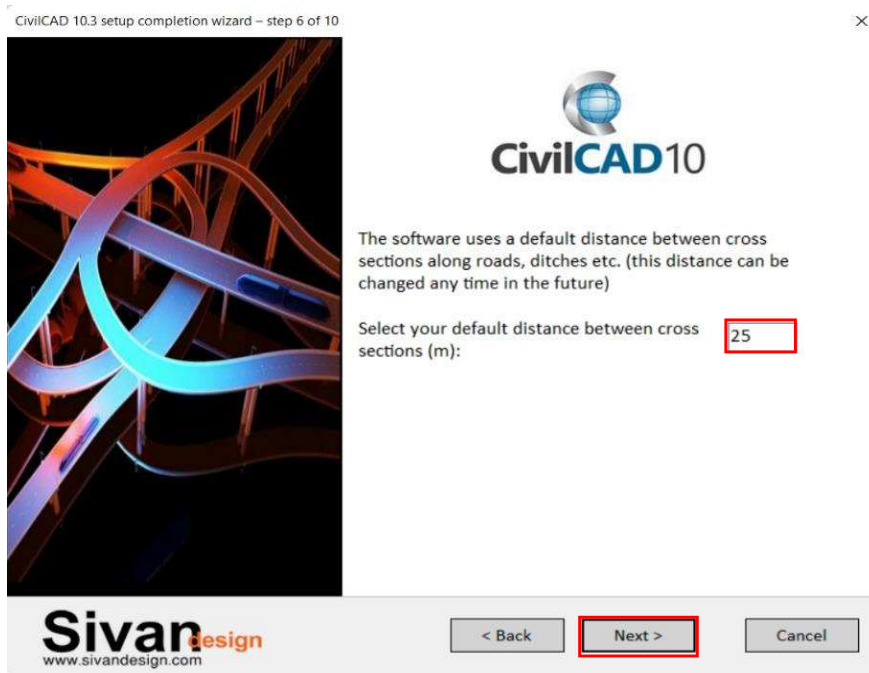 CivilCAD 10.3 setup completion wizard – step 6 of 10
CivilCAD10
The software uses a default distance between cross
sections along roads, ditches etc. (this distance can be
changed any time in the future)
Select your default distance between cross
sections (m):
25
Sivan design
www.sivandesign.com
< Back
Next >
Cancel